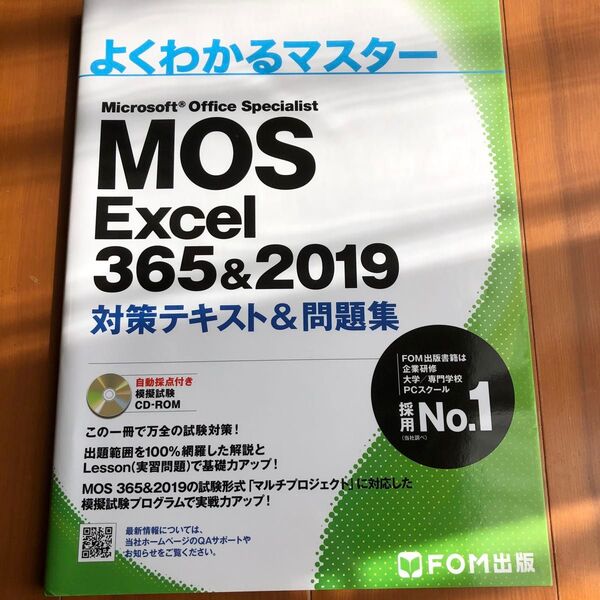 よくわかるマスター
Microsoft® Office Specialist
MOS
Excel
365&2019
対策テキスト&問題集
自動採点付き
模擬試験
CD-ROM
FOM出版書籍は
企業研修
大学/専門学校
PCスクール
採用 No.1
(当社調べ)
この一冊で万全の試験対策!
出題範囲を100%網羅した解説と
Lesson(実習問題)で基礎力アップ!
MOS 365&2019の試験形式「マルチプロジェクト」に対応した
模擬試験プログラムで実戦力アップ!
最新情報については、
当社ホームページのQAサポートや
お知らせをご覧ください。
FOM出版